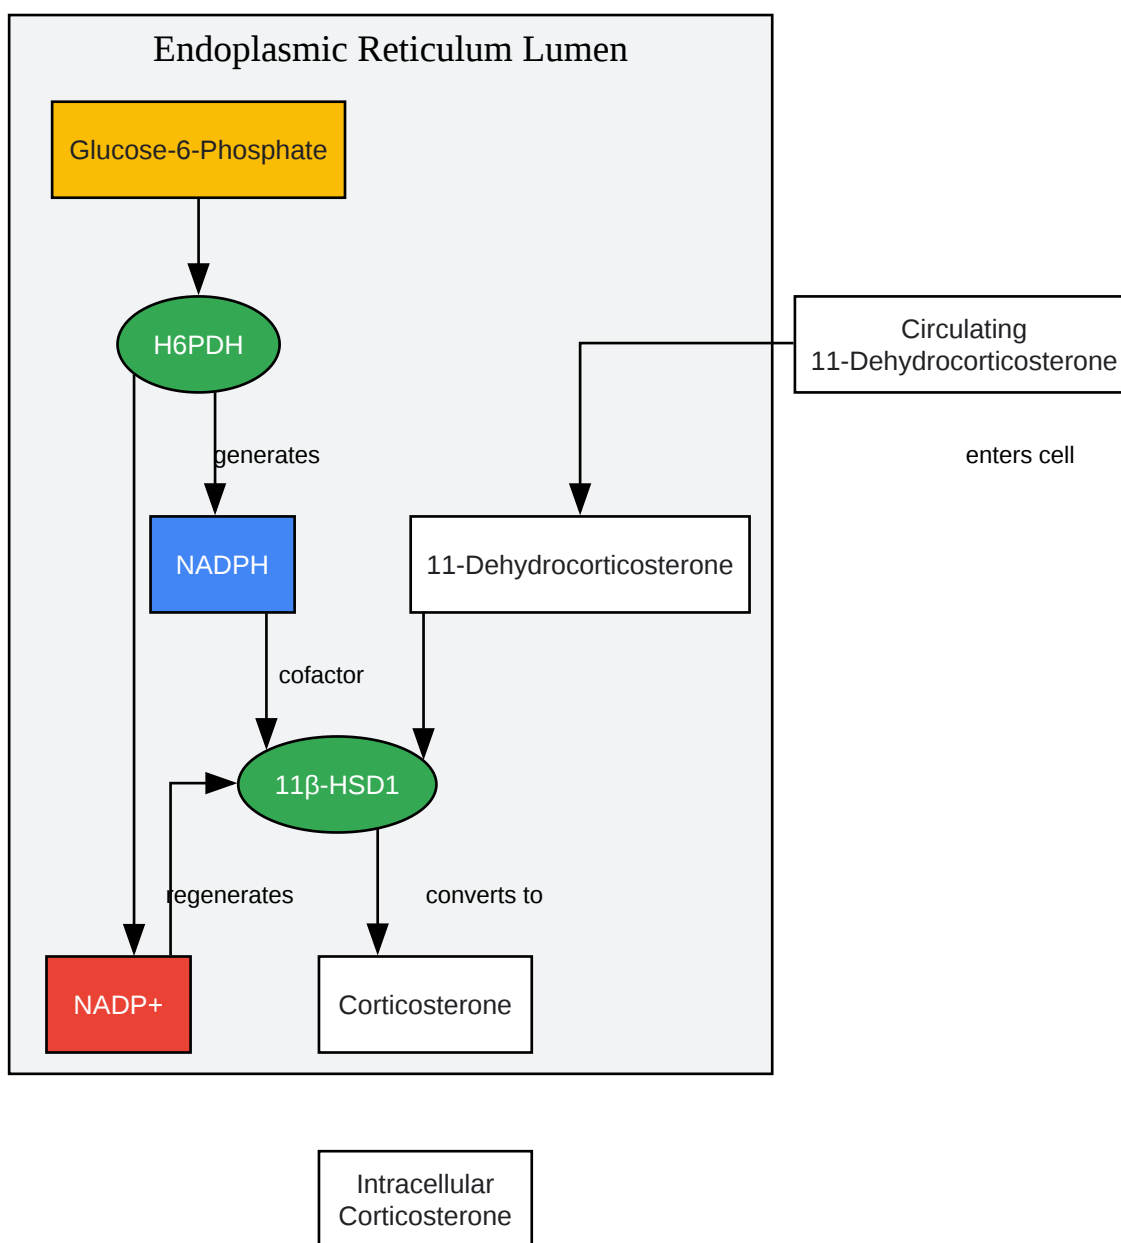 Endoplasmic Reticulum Lumen
Glucose-6-Phosphate
H6PDH
Circulating
11-Dehydrocorticosterone
generates
enters cell
NADPH
11-Dehydrocorticosterone
cofactor
11β-HSD1
regenerates
converts to
NADP+
Corticosterone
Intracellular
Corticosterone